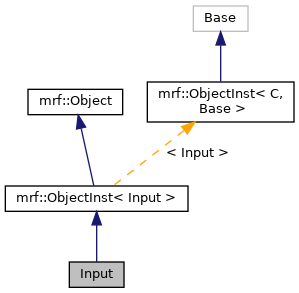 Base
mrf::Object
mrf::ObjectInst< C,
Base >
< Input >
mrf::ObjectInst< Input >
Input